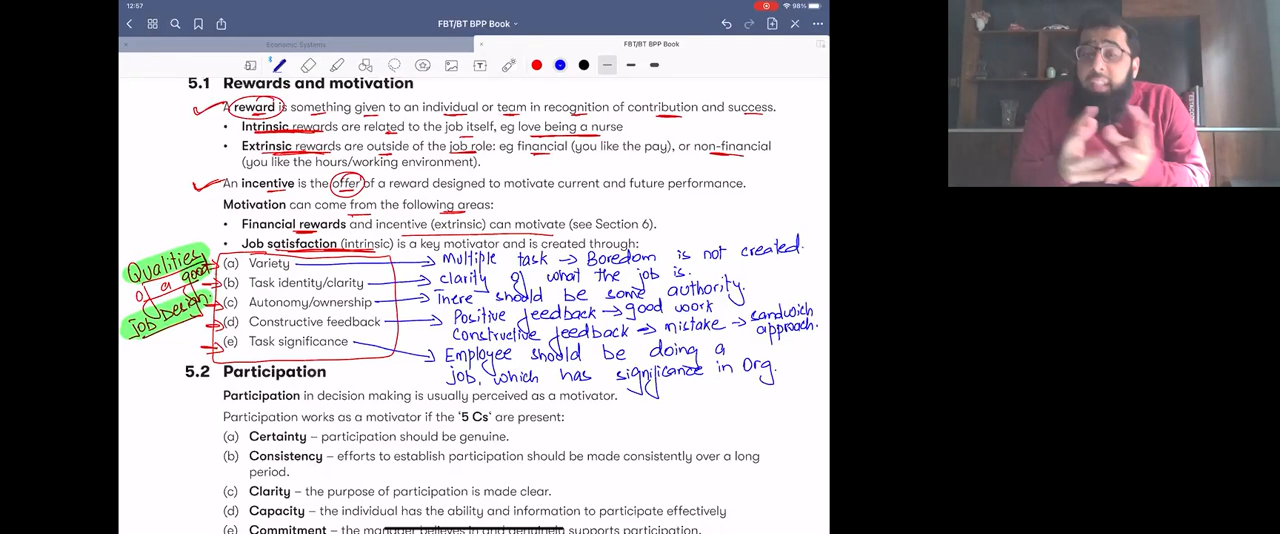 12:57
98%
FBT/BT BPP Book
Economic Systems
FBT/BT BPP Book
5.1 Rewards and motivation
A reward is something given to an individual or team in recognition of contribution and success.
• Intrinsic rewards are related to the job itself, eg love being a nurse
• Extrinsic rewards are outside of the job role: eg financial (you like the pay), or non-financial
(you like the hours/working environment).
An incentive is the offer of a reward designed to motivate current and future performance.
Motivation can come from the following areas:
• Financial rewards and incentive (extrinsic) can motivate (see Section 6).
• Job satisfaction (intrinsic) is a key motivator and is created through:
Qualities
of a good
job Design.
(a) Variety
Multiple task → Boredom is not created.
(b) Task identity/clarity
clarity of what the job is.
(c) Autonomy/ownership
There should be some authority.
(d) Constructive feedback
Positive feedback → good work
Constructive feedback → mistake → sandwich
approach.
(e) Task significance
Employee should be doing a
job, which has significance in Org.
5.2 Participation
Participation in decision making is usually perceived as a motivator.
Participation works as a motivator if the '5 Cs' are present:
(a) Certainty – participation should be genuine.
(b) Consistency – efforts to establish participation should be made consistently over a long
period.
(c) Clarity – the purpose of participation is made clear.
(d) Capacity – the individual has the ability and information to participate effectively
(e) Commitment – the manager believes in and genuinely supports participation.